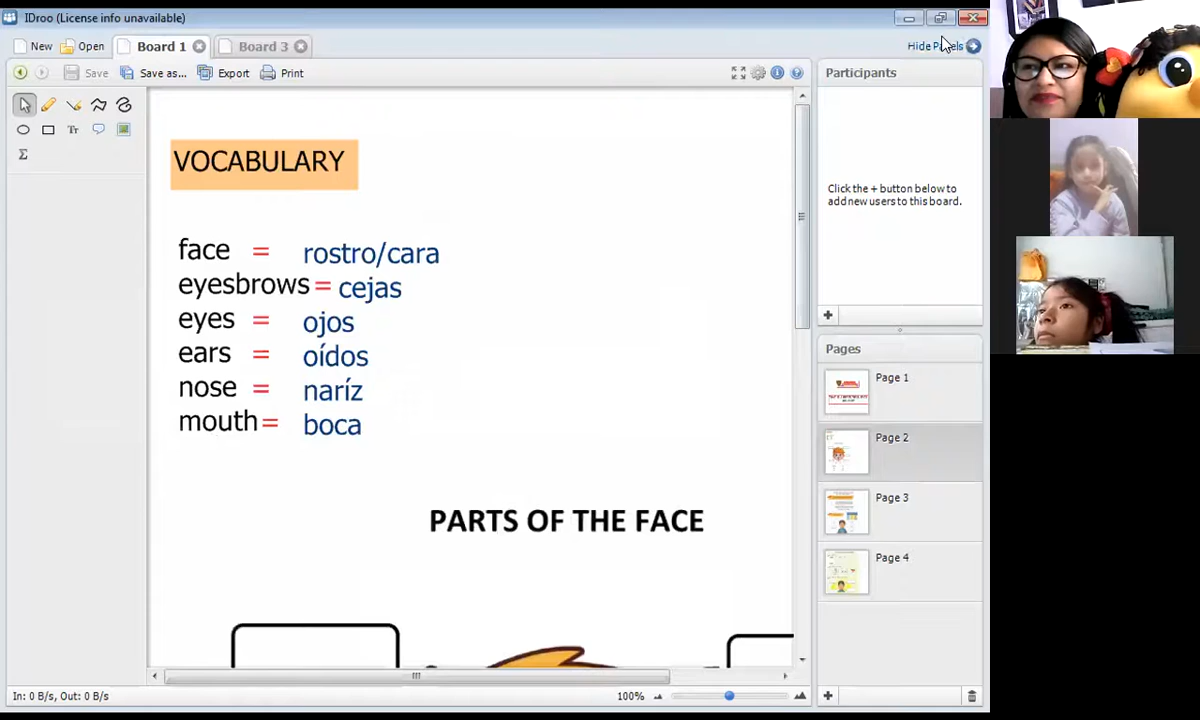 IDroo (License info unavailable)
New Open Board 1 Board 3 Hide Panels
Save Save as... Export Print
Participants
VOCABULARY
face = rostro/cara
eyesbrows = cejas
eyes = ojos
ears = oídos
nose = naríz
mouth = boca
PARTS OF THE FACE
Click the + button below to
add new users to this board.
Pages
Page 1
Page 2
Page 3
Page 4
In: 0 B/s, Out: 0 B/s
100%